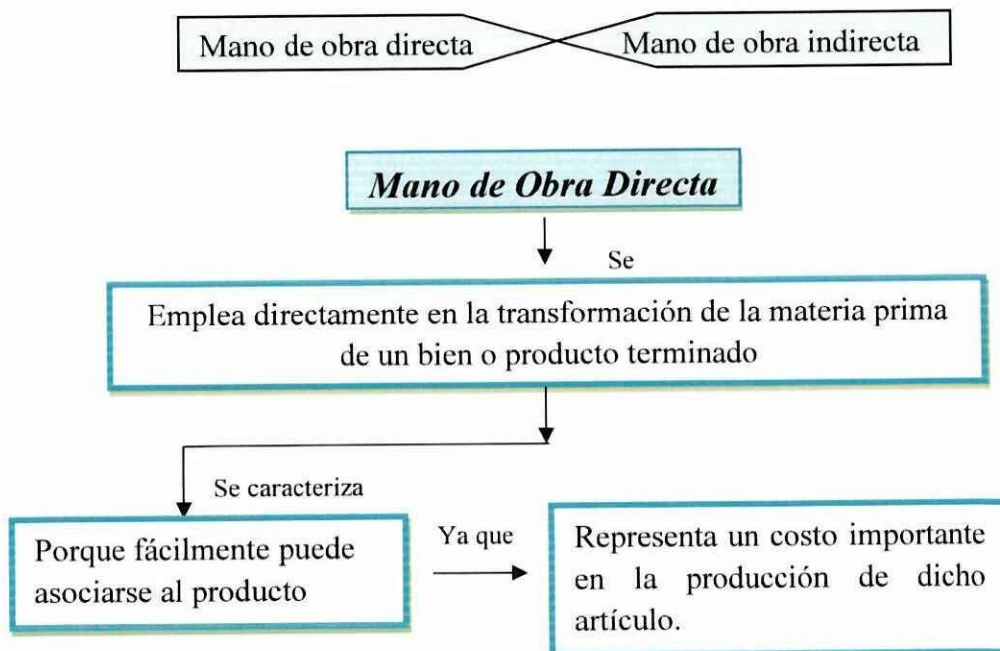 Mano de obra directa
Mano de obra indirecta
Mano de Obra Directa
Se
Emplea directamente en la transformación de la materia prima
de un bien o producto terminado
Se caracteriza
Porque fácilmente puede
asociarse al producto
Ya que
Representa un costo importante
en la producción de dicho
artículo.